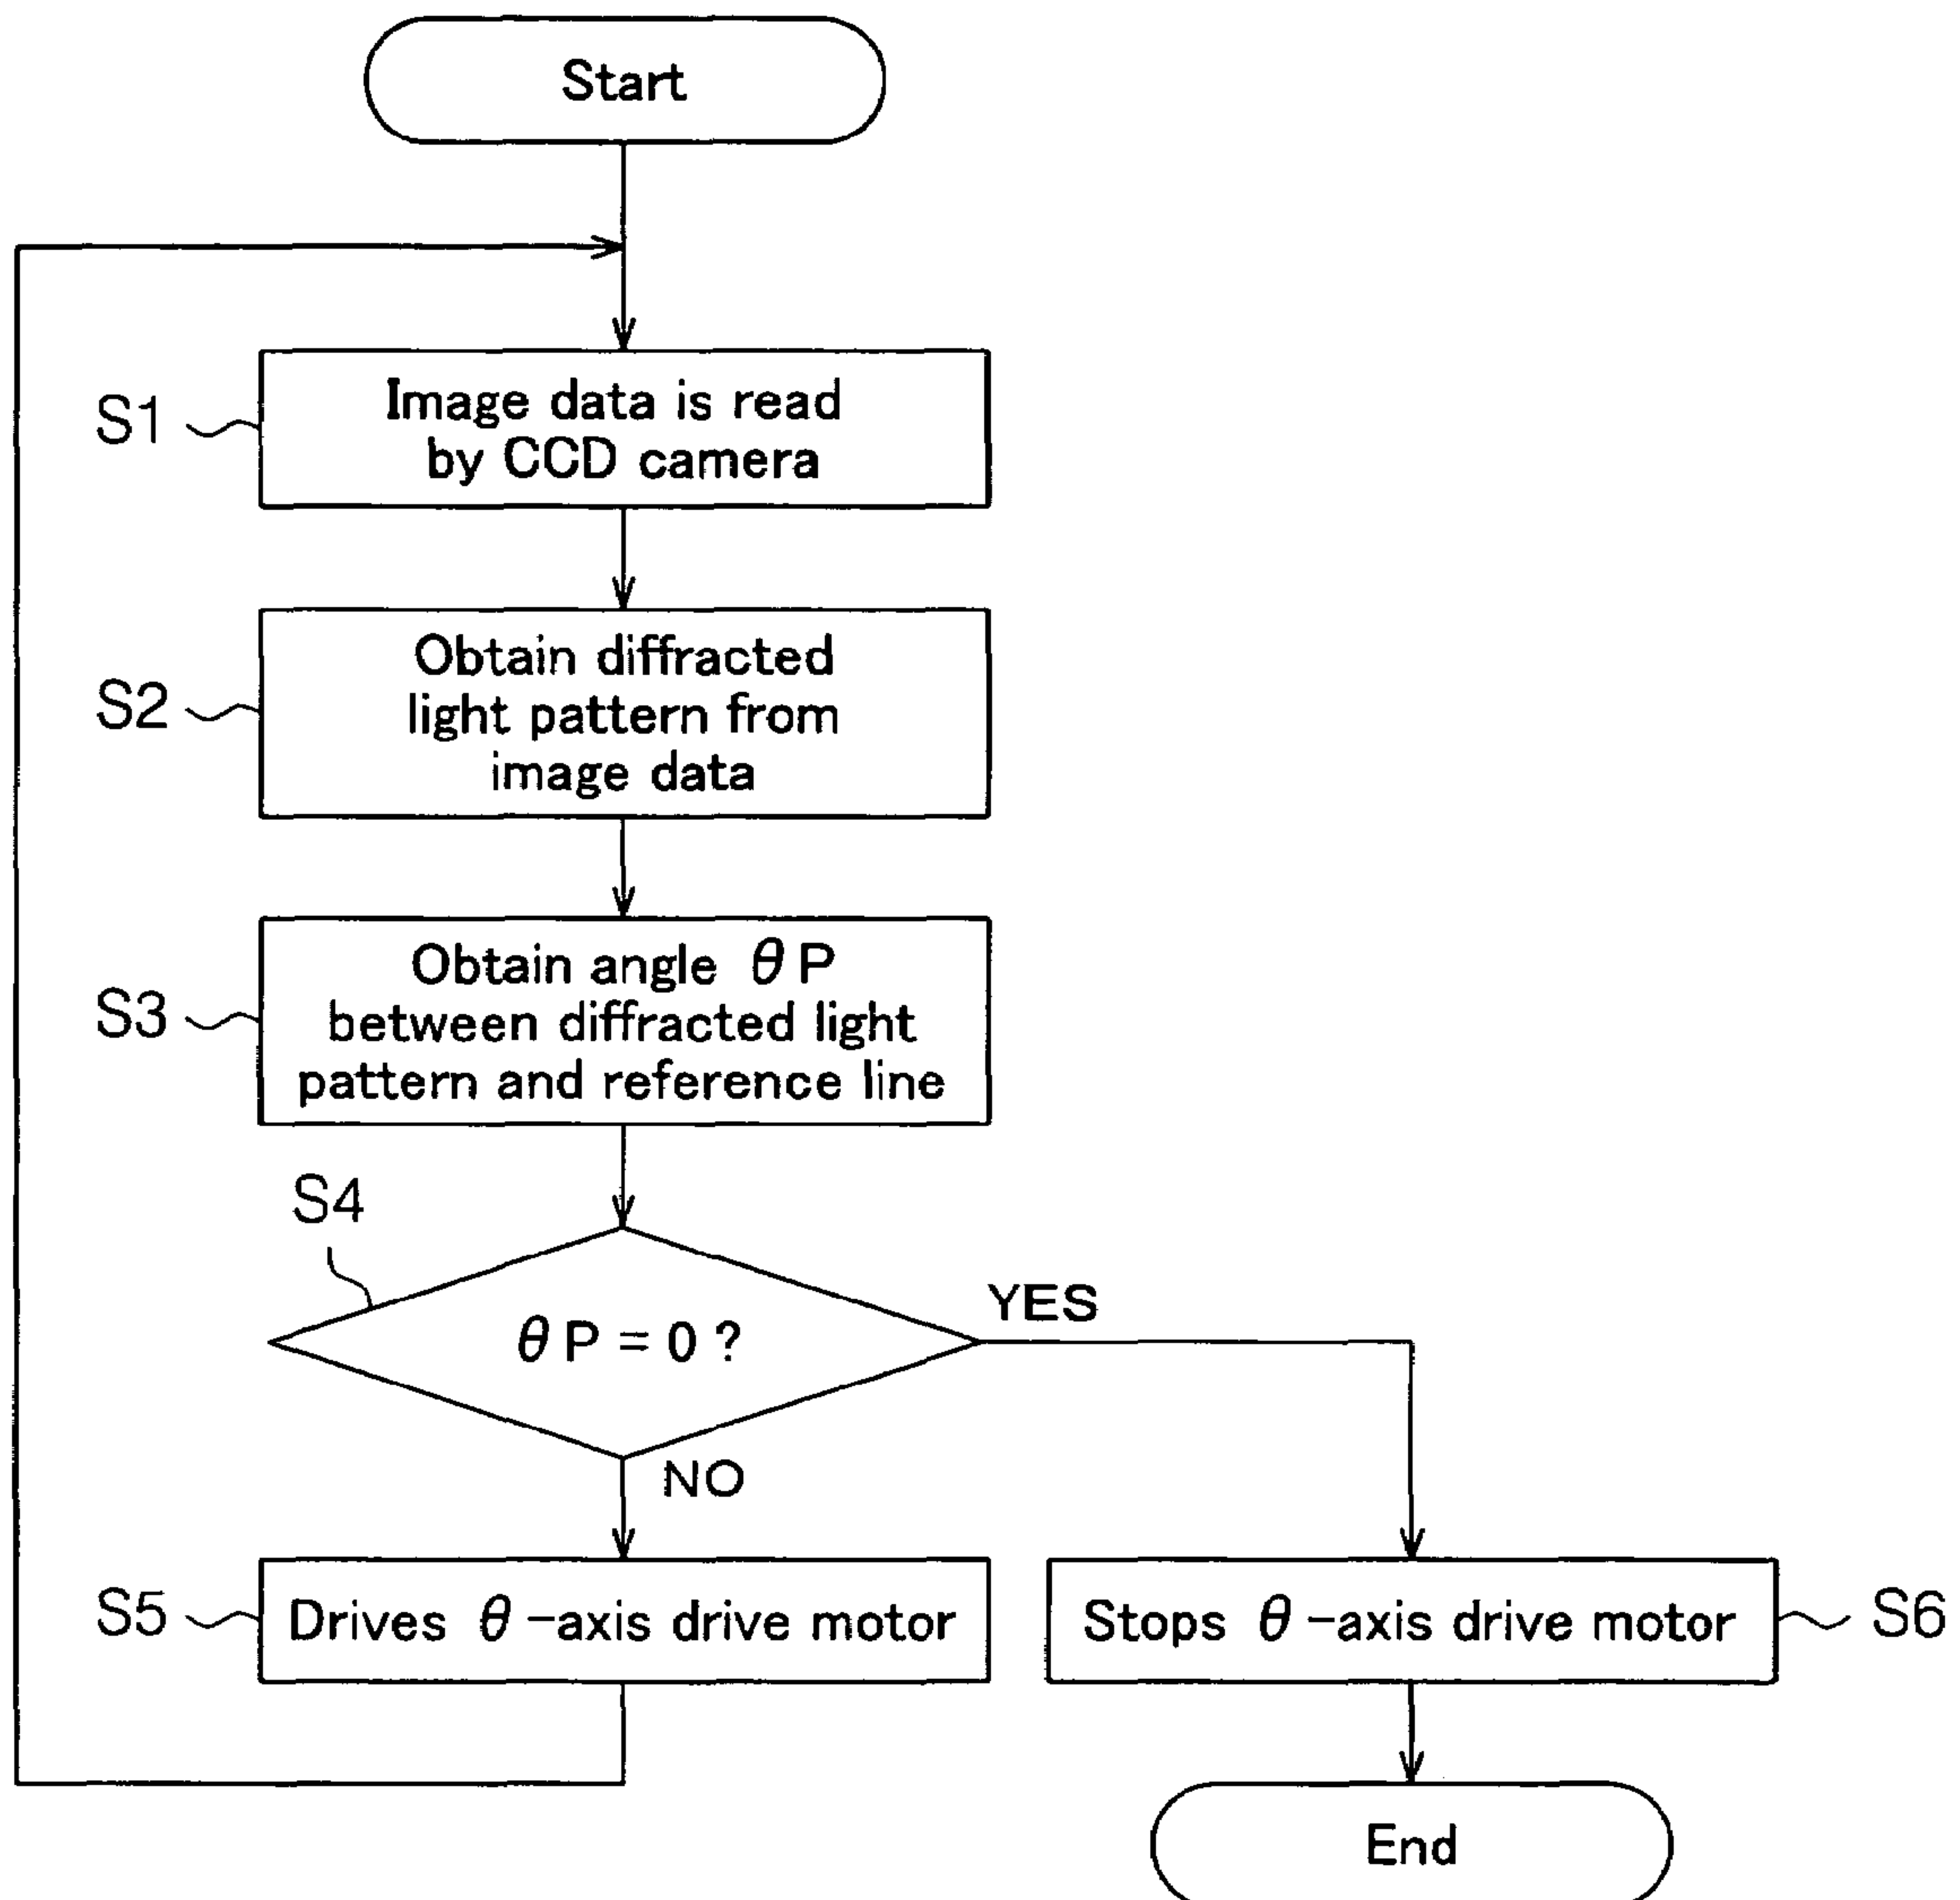 Start
S1
Image data is read
by CCD camera
S2
Obtain diffracted
light pattern from
image data
S3
Obtain angle θP
between diffracted light
pattern and reference line
S4
θP = 0 ?
YES
NO
S5
Drives θ-axis drive motor
Stops θ-axis drive motor
S6
End